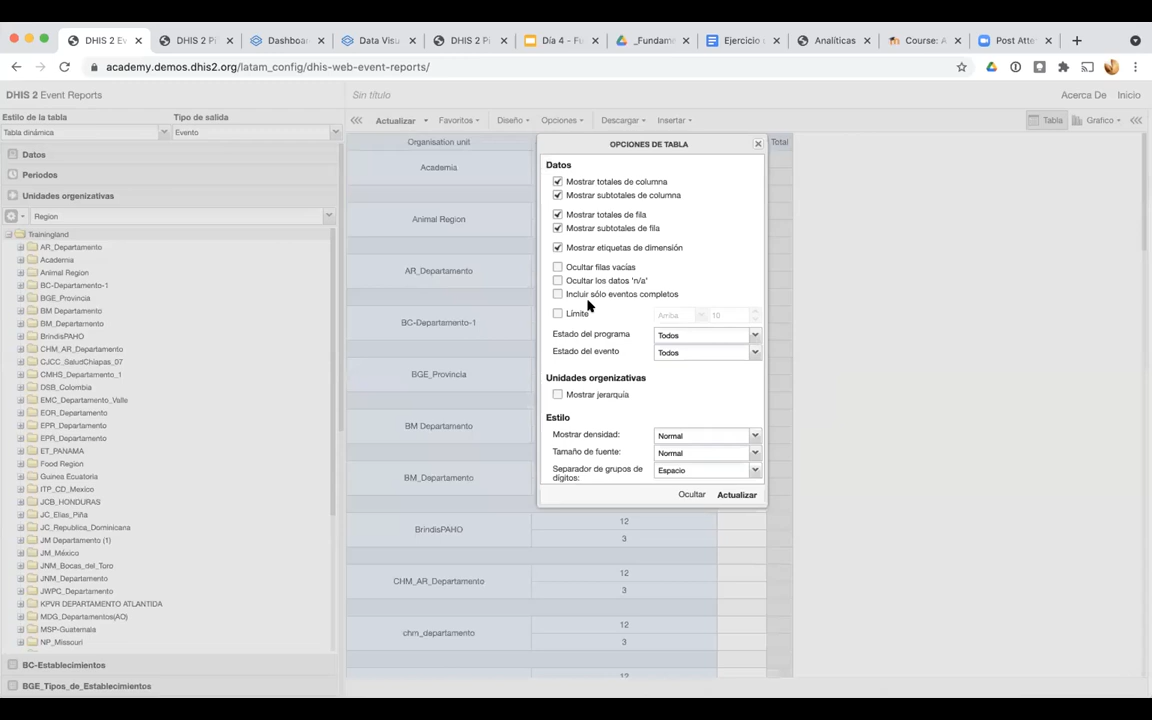 DHIS 2 Ev
DHIS 2 Pi
Dashboa
Data Visu
DHIS 2 Pi
Día 4 - Fu
_Fundame
Ejercicio c
Analíticas
Course: A
Post Atte
academy.demos.dhis2.org/latam_config/dhis-web-event-reports/
DHIS 2 Event Reports
Sin título
Acerca De
Inicio
Estilo de la tabla
Tipo de salida
Tabla dinámica
Evento
Actualizar
Favoritos
Diseño
Opciones
Descargar
Insertar
Tabla
Grafico
Datos
Periodos
Unidades organizativas
Region
Trainingland
AR_Departamento
Academia
Animal Region
BC-Departamento-1
BGE_Provincia
BM Departamento
BM_Departamento
BrindisPAHO
CHM_AR_Departamento
CJCC_SaludChiapas_07
CMHS_Departamento_1
DSB_Colombia
EMC_Departamento_Valle
EOR_Departamento
EPR_Departamento
EPR_Departamento
ET_PANAMA
Food Region
Guinea Ecuatoria
ITP_CD_Mexico
JCB_HONDURAS
JC_Elias_Piña
JC_Republica_Dominicana
JM Departamento (1)
JM_México
JNM_Bocas_del_Toro
JNM_Departamento
JWPC_Departamento
KPVR DEPARTAMENTO ATLANTIDA
MDG_Departamentos(AO)
MSP-Guatemala
NP_Missouri
BC-Establecimientos
BGE_Tipos_de_Establecimientos
Organisation unit
Total
Academia
Animal Region
AR_Departamento
BC-Departamento-1
BGE_Provincia
BM Departamento
BM_Departamento
BrindisPAHO
12
3
CHM_AR_Departamento
12
3
chm_departamento
12
3
12
OPCIONES DE TABLA
Datos
Mostrar totales de columna
Mostrar subtotales de columna
Mostrar totales de fila
Mostrar subtotales de fila
Mostrar etiquetas de dimensión
Ocultar filas vacías
Ocultar los datos 'n/a'
Incluir sólo eventos completos
Límite
Arriba
10
Estado del programa
Todos
Estado del evento
Todos
Unidades organizativas
Mostrar jerarquía
Estilo
Mostrar densidad:
Normal
Tamaño de fuente:
Normal
Separador de grupos de
dígitos:
Espacio
Ocultar
Actualizar